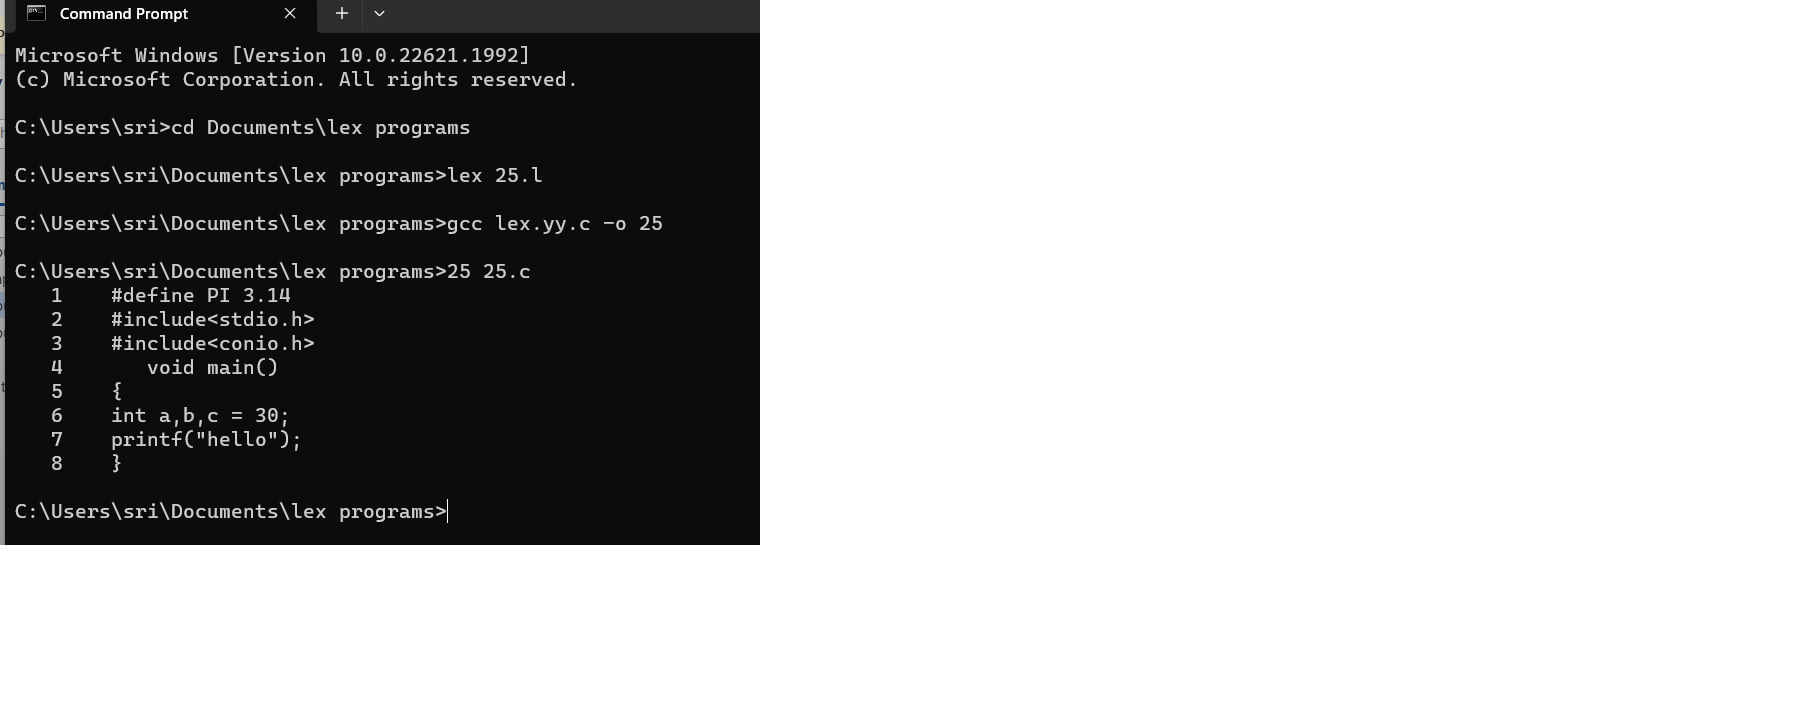 Command Prompt
Microsoft Windows [Version 10.0.22621.1992]
(c) Microsoft Corporation. All rights reserved.
C:\Users\sri>cd Documents\lex programs
C:\Users\sri\Documents\lex programs>lex 25.l
C:\Users\sri\Documents\lex programs>gcc lex.yy.c -o 25
C:\Users\sri\Documents\lex programs>25 25.c
1    #define PI 3.14
2    #include<stdio.h>
3    #include<conio.h>
4       void main()
5    {
6    int a,b,c = 30;
7    printf("hello");
8    }
C:\Users\sri\Documents\lex programs>